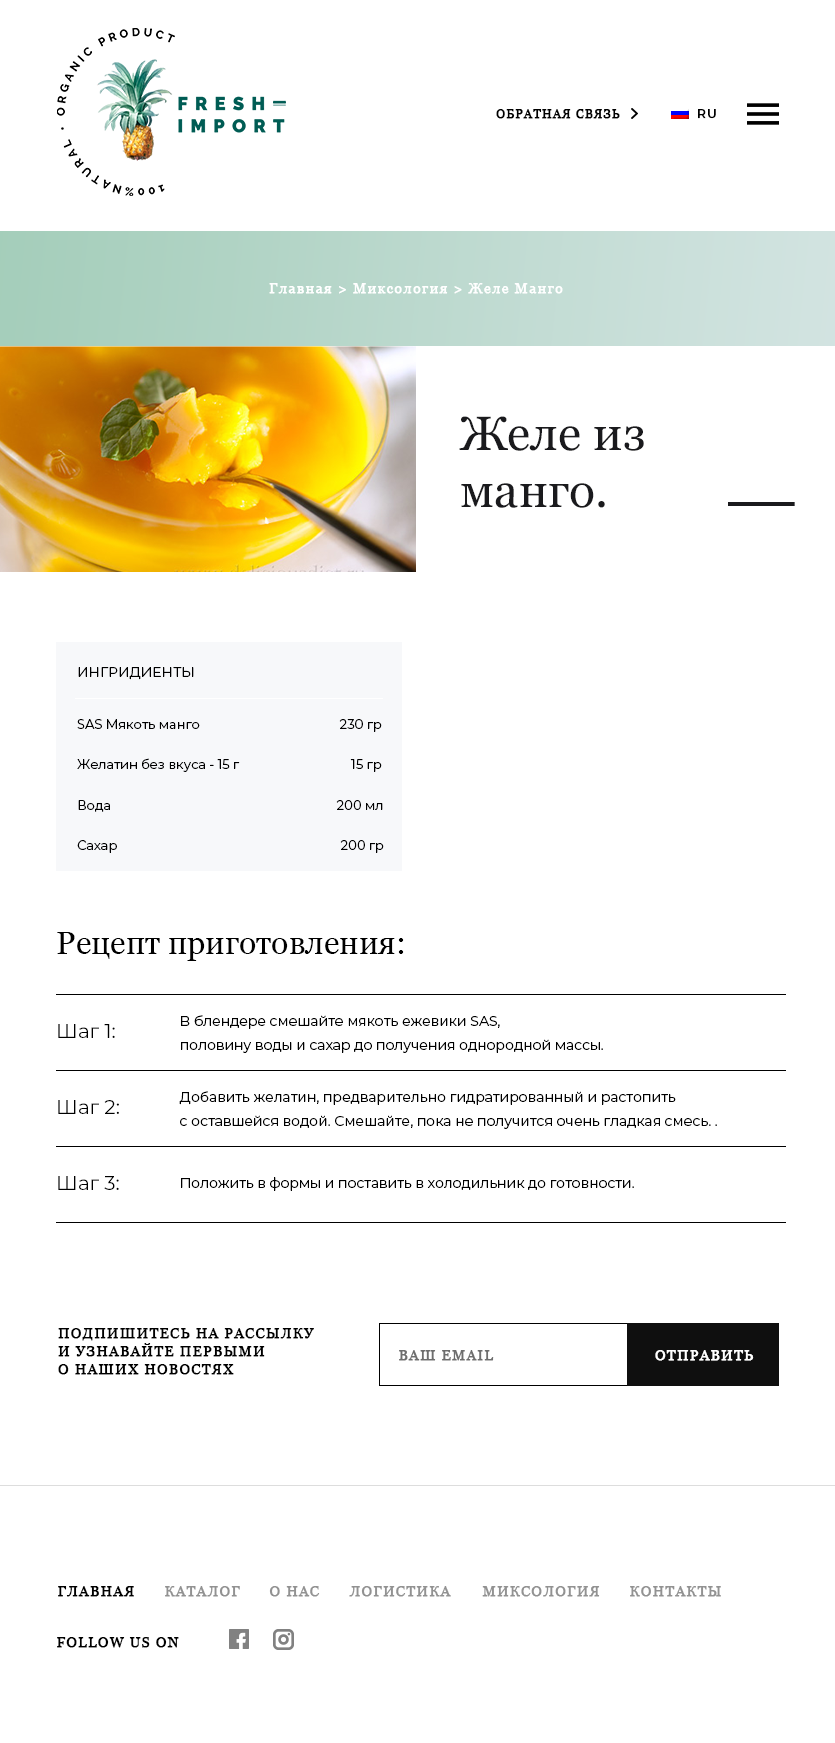 100% NATURAL · ORGANIC PRODUCT
FRESH—
IMPORT
ОБРАТНАЯ СВЯЗЬ
RU
Главная > Миксология > Желе Манго
Желе из
манго.
ИНГРИДИЕНТЫ
SAS Мякоть манго 230 гр
Желатин без вкуса - 15 г 15 гр
Вода 200 мл
Сахар 200 гр
Рецепт приготовления:
Шаг 1:
В блендере смешайте мякоть ежевики SAS,
половину воды и сахар до получения однородной массы.
Шаг 2:
Добавить желатин, предварительно гидратированный и растопить
с оставшейся водой. Смешайте, пока не получится очень гладкая смесь. .
Шаг 3:
Положить в формы и поставить в холодильник до готовности.
ПОДПИШИТЕСЬ НА РАССЫЛКУ
И УЗНАВАЙТЕ ПЕРВЫМИ
О НАШИХ НОВОСТЯХ
ВАШ EMAIL
ОТПРАВИТЬ
ГЛАВНАЯ КАТАЛОГ О НАС ЛОГИСТИКА МИКСОЛОГИЯ КОНТАКТЫ
FOLLOW US ON